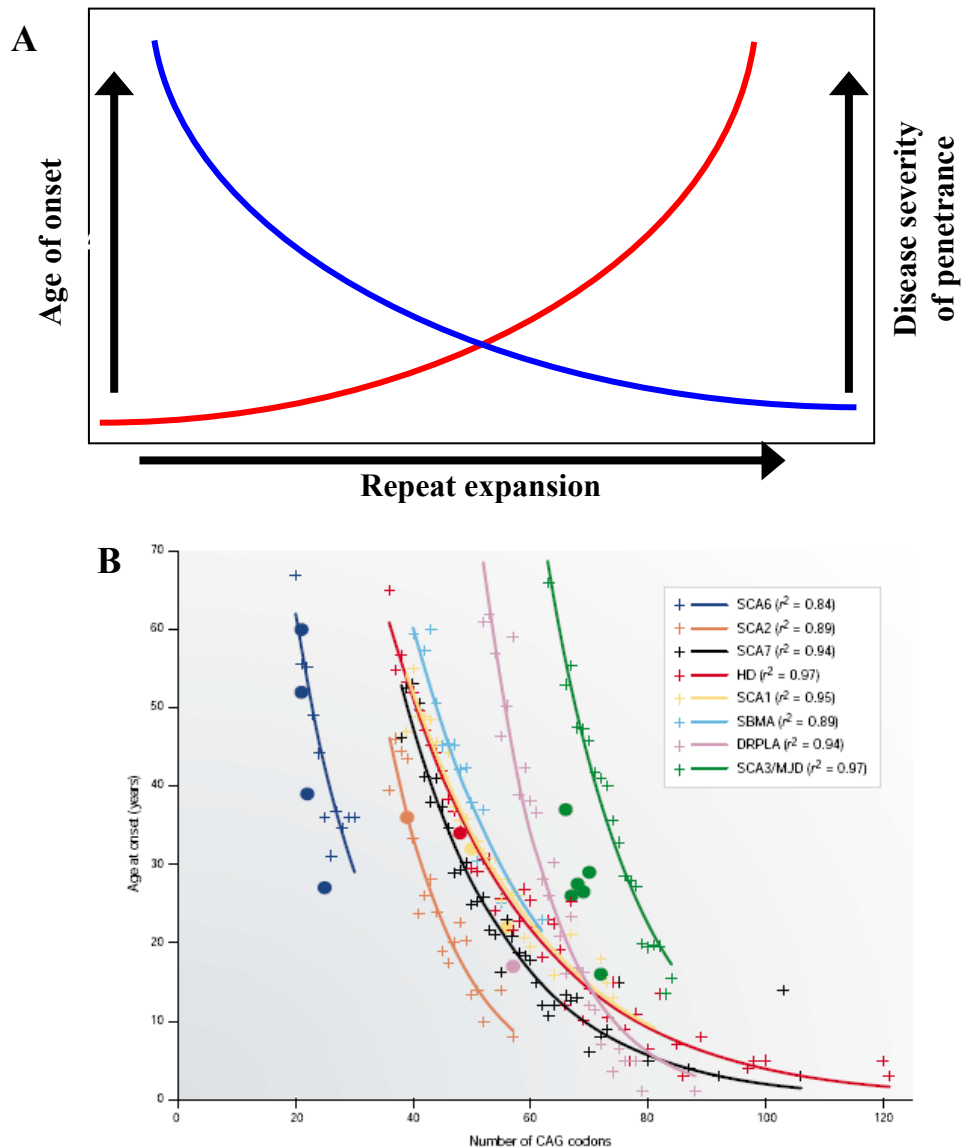 A
Age of onset
Disease severity
of penetrance
Repeat expansion
B
70
60
50
40
30
20
10
0
Age at onset (years)
SCA6 (r² = 0.84)
SCA2 (r² = 0.89)
SCA7 (r² = 0.94)
HD (r² = 0.97)
SCA1 (r² = 0.95)
SBMA (r² = 0.89)
DRPLA (r² = 0.94)
SCA3/MJD (r² = 0.97)
0 20 40 60 80 100 120
Number of CAG codons